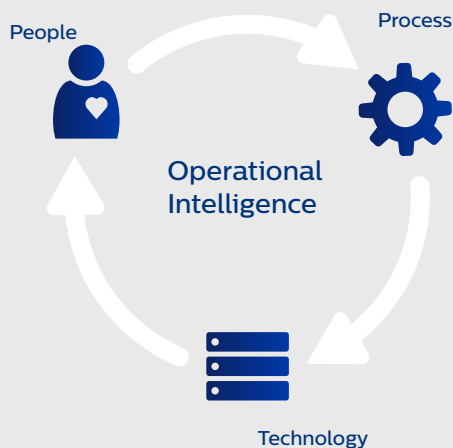 People
Process
Operational
Intelligence
Technology